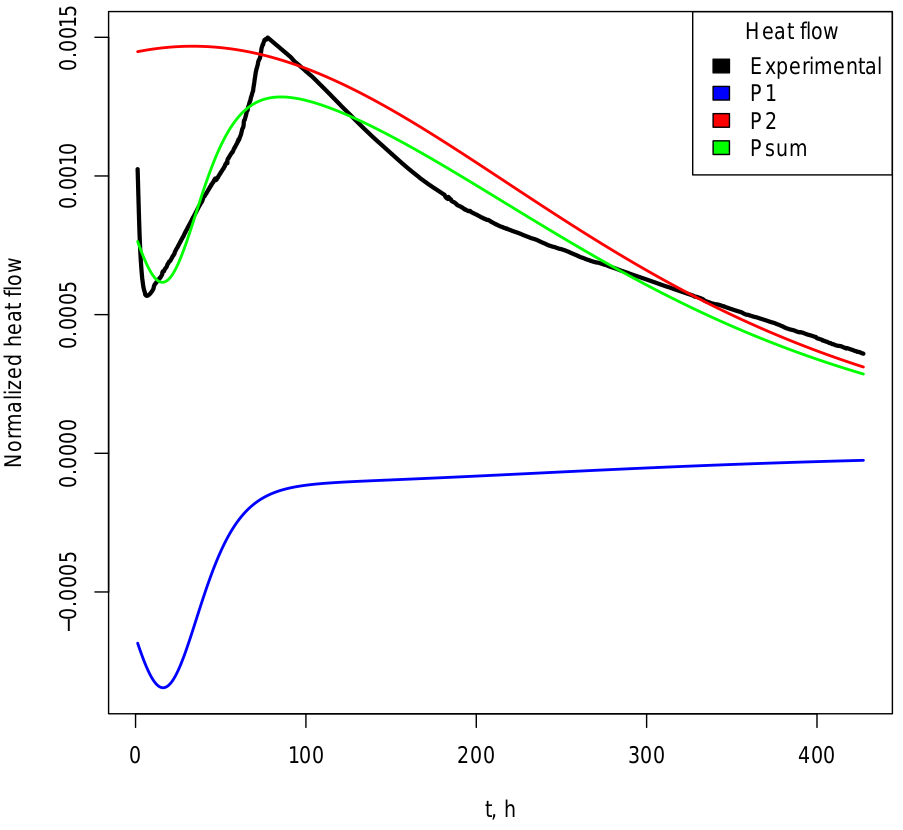 Heat flow
Experimental
P1
P2
Psum
Normalized heat flow
0.0015
0.0010
0.0005
0.0000
−0.0005
0 100 200 300 400
t, h